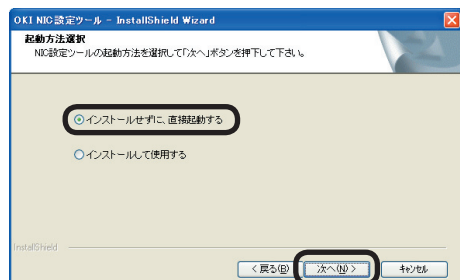 OKI NIC設定ツール - InstallShield Wizard
起動方法選択
NIC設定ツールの起動方法を選択して「次へ」ボタンを押下して下さい。
インストールせずに、直接起動する
インストールして使用する
InstallShield
< 戻る(B)
次へ(N) >
キャンセル